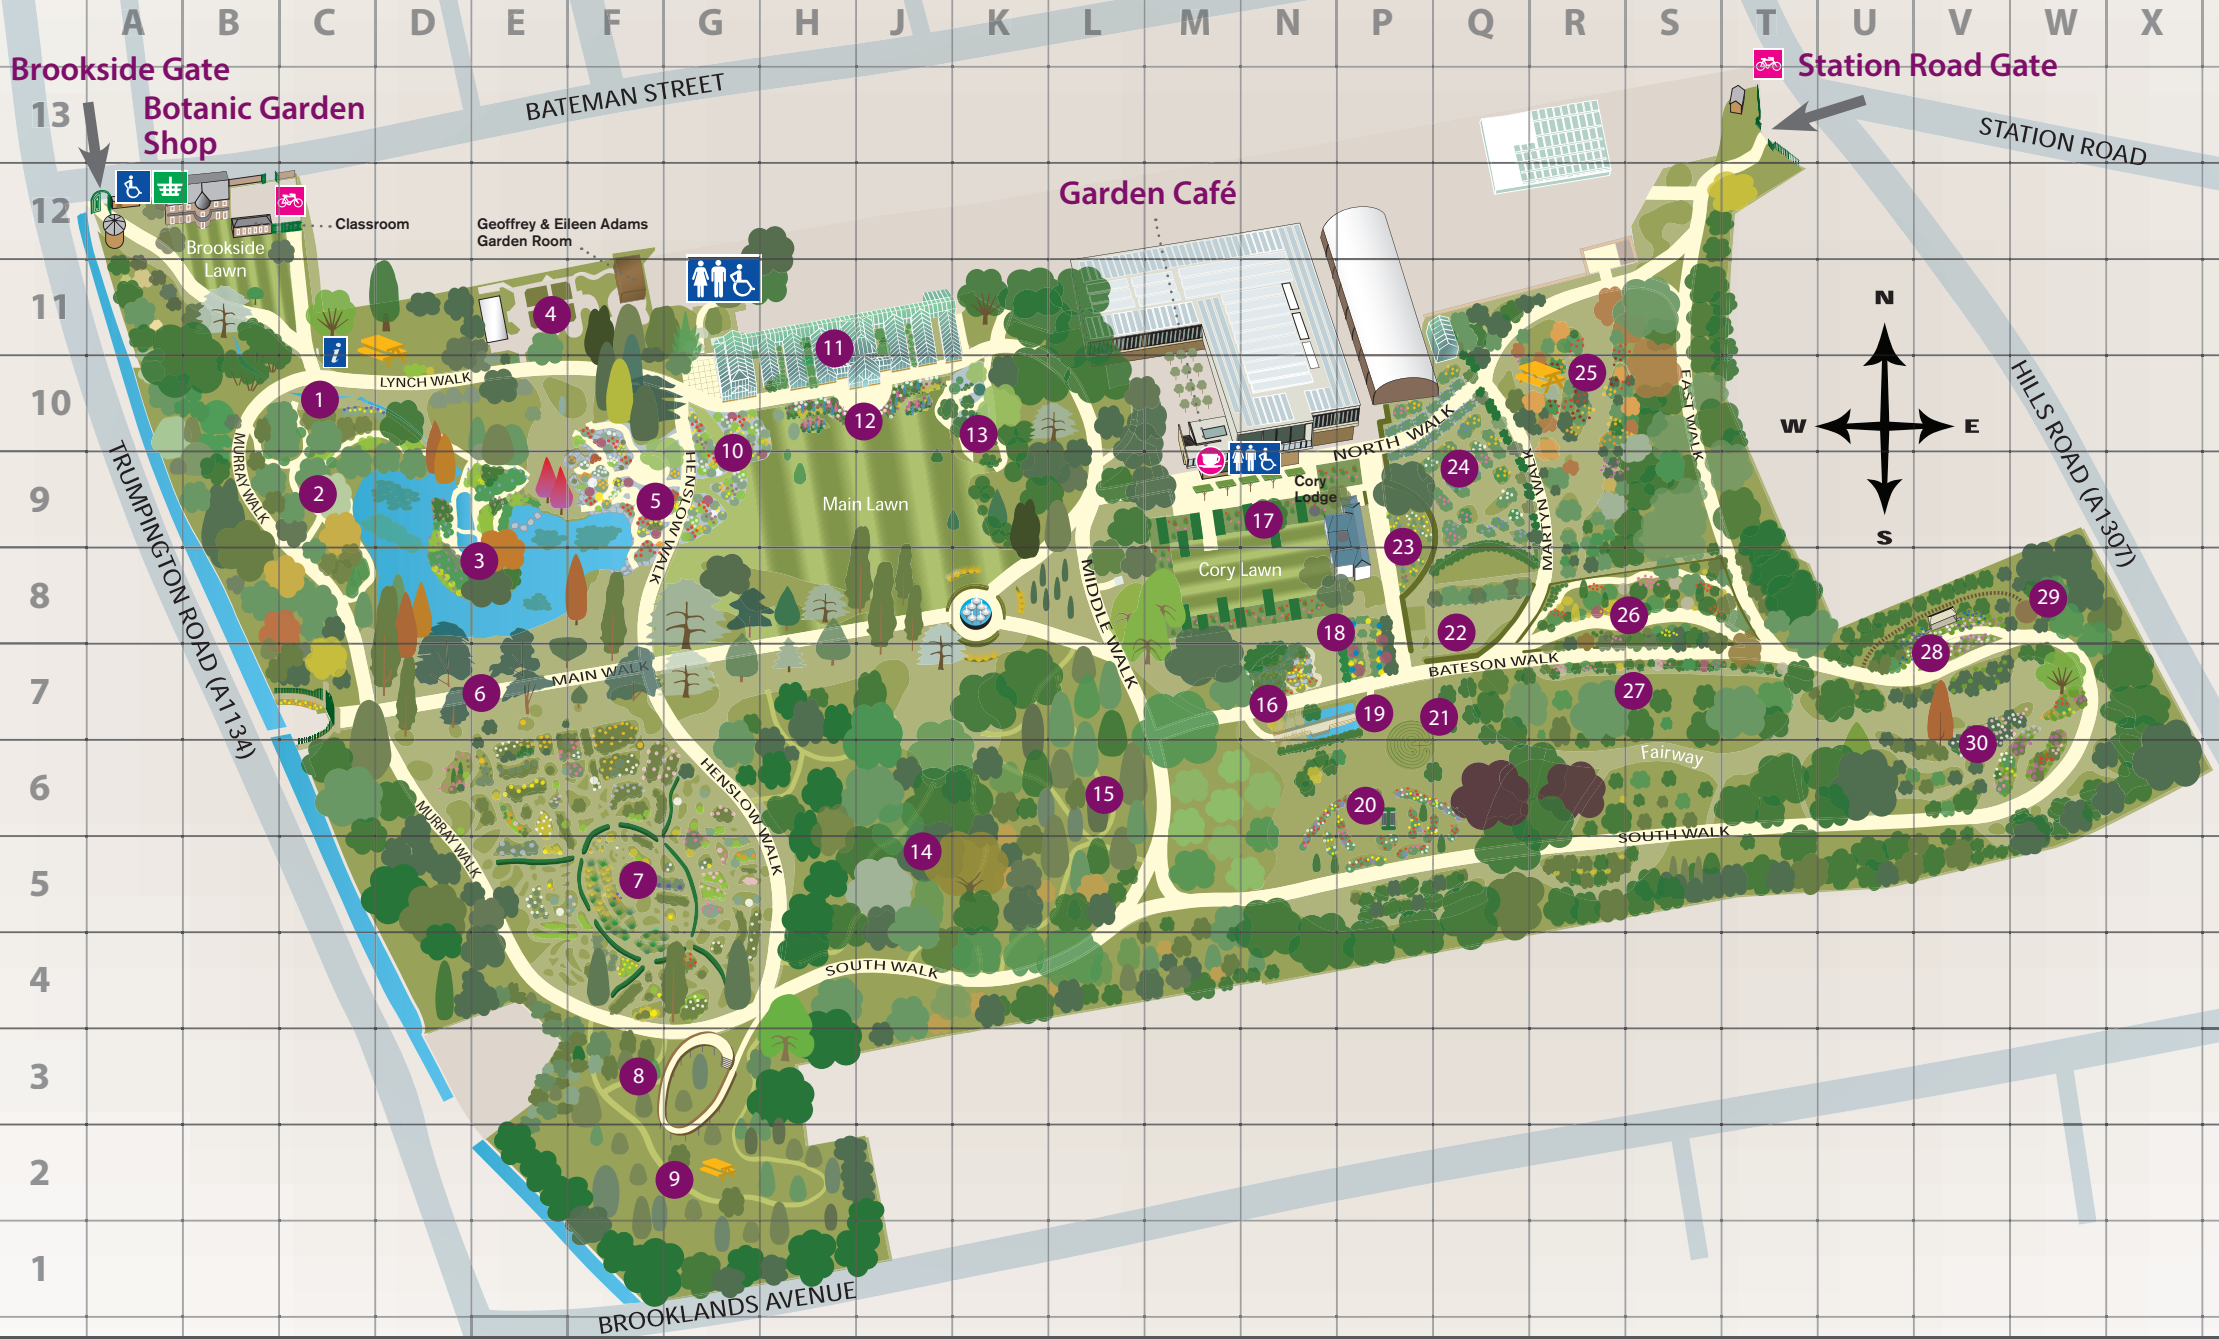 A B C D E F G H J K L M N P Q R S T U V W X
Brookside Gate
Station Road Gate
BATEMAN STREET
13
Botanic Garden
Shop
STATION ROAD
12
Garden Café
Classroom
Geoffrey & Eileen Adams
Garden Room
Brookside
Lawn
11
4
N
i
11
LYNCH WALK
25
EAST WALK
HILLS ROAD (A1307)
10
1
12
13
W
E
NORTH WALK
10
MURRAY WALK
TRUMPINGTON ROAD (A1134)
HENSLOW WALK
24
MARTYN WALK
9
2
5
Main Lawn
Cory
Lodge
17
S
3
23
Cory Lawn
8
HENSLOW WALK
MIDDLE WALK
29
26
18
22
28
BATESON WALK
7
MAIN WALK
6
27
16
19
21
30
Fairway
6
HENSLOW WALK
MURRAY WALK
15
20
SOUTH WALK
14
5
7
4
SOUTH WALK
3
8
2
9
1
BROOKLANDS AVENUE